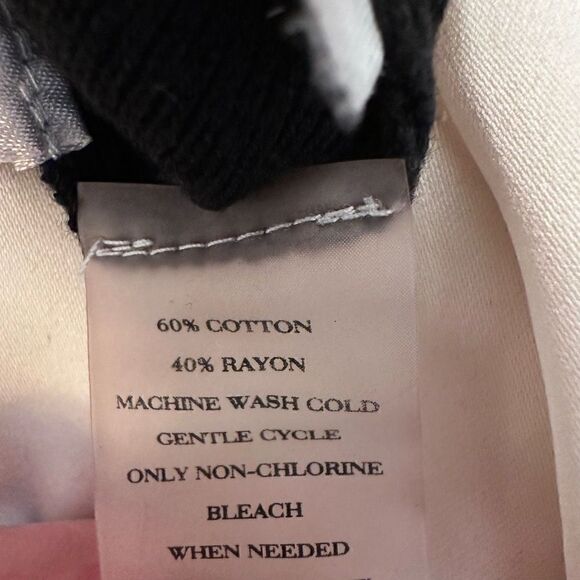 60% COTTON
40% RAYON
MACHINE WASH COLD
GENTLE CYCLE
ONLY NON-CHLORINE
BLEACH
WHEN NEEDED